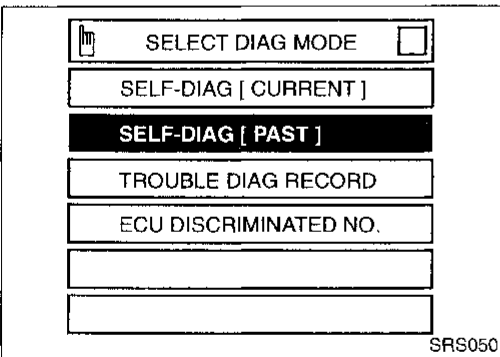 SELECT DIAG MODE
SELF-DIAG [ CURRENT ]
SELF-DIAG [ PAST ]
TROUBLE DIAG RECORD
ECU DISCRIMINATED NO.
SRS050